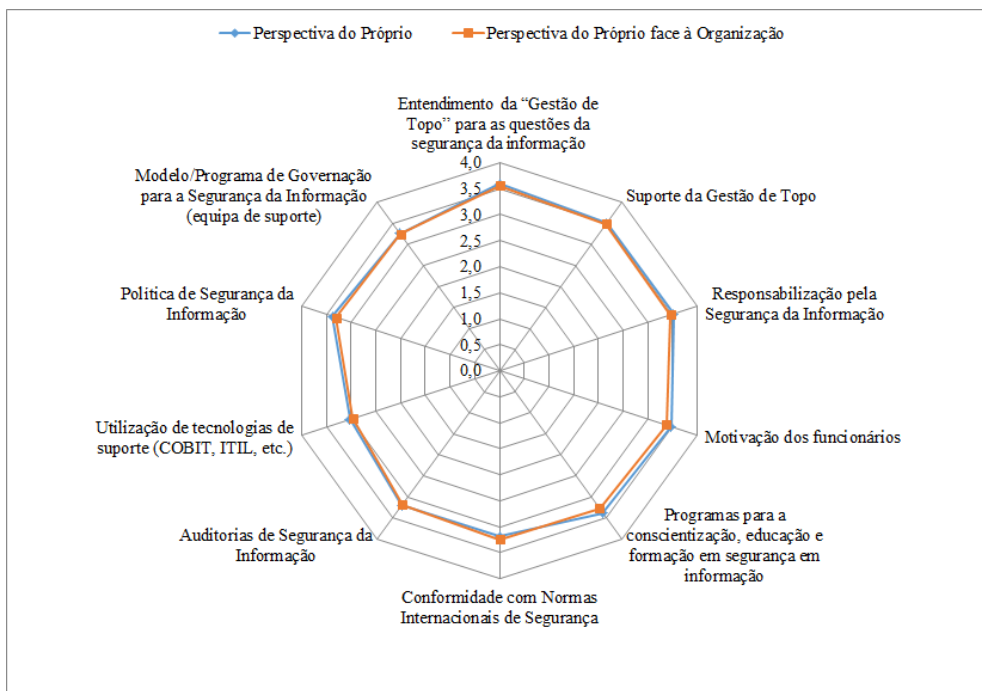 Perspectiva do Próprio
Perspectiva do Próprio face à Organização
Entendimento da “Gestão de
Topo” para as questões da
segurança da informação
Modelo/Programa de Governação
para a Segurança da Informação
(equipa de suporte)
Suporte da Gestão de Topo
Política de Segurança da
Informação
Responsabilização pela
Segurança da Informação
Utilização de tecnologias de
suporte (COBIT, ITIL, etc.)
Motivação dos funcionários
Auditorias de Segurança da
Informação
Programas para a
conscientização, educação e
formação em segurança em
informação
Conformidade com Normas
Internacionais de Segurança
4,0
3,5
3,0
2,5
2,0
1,5
1,0
0,5
0,0